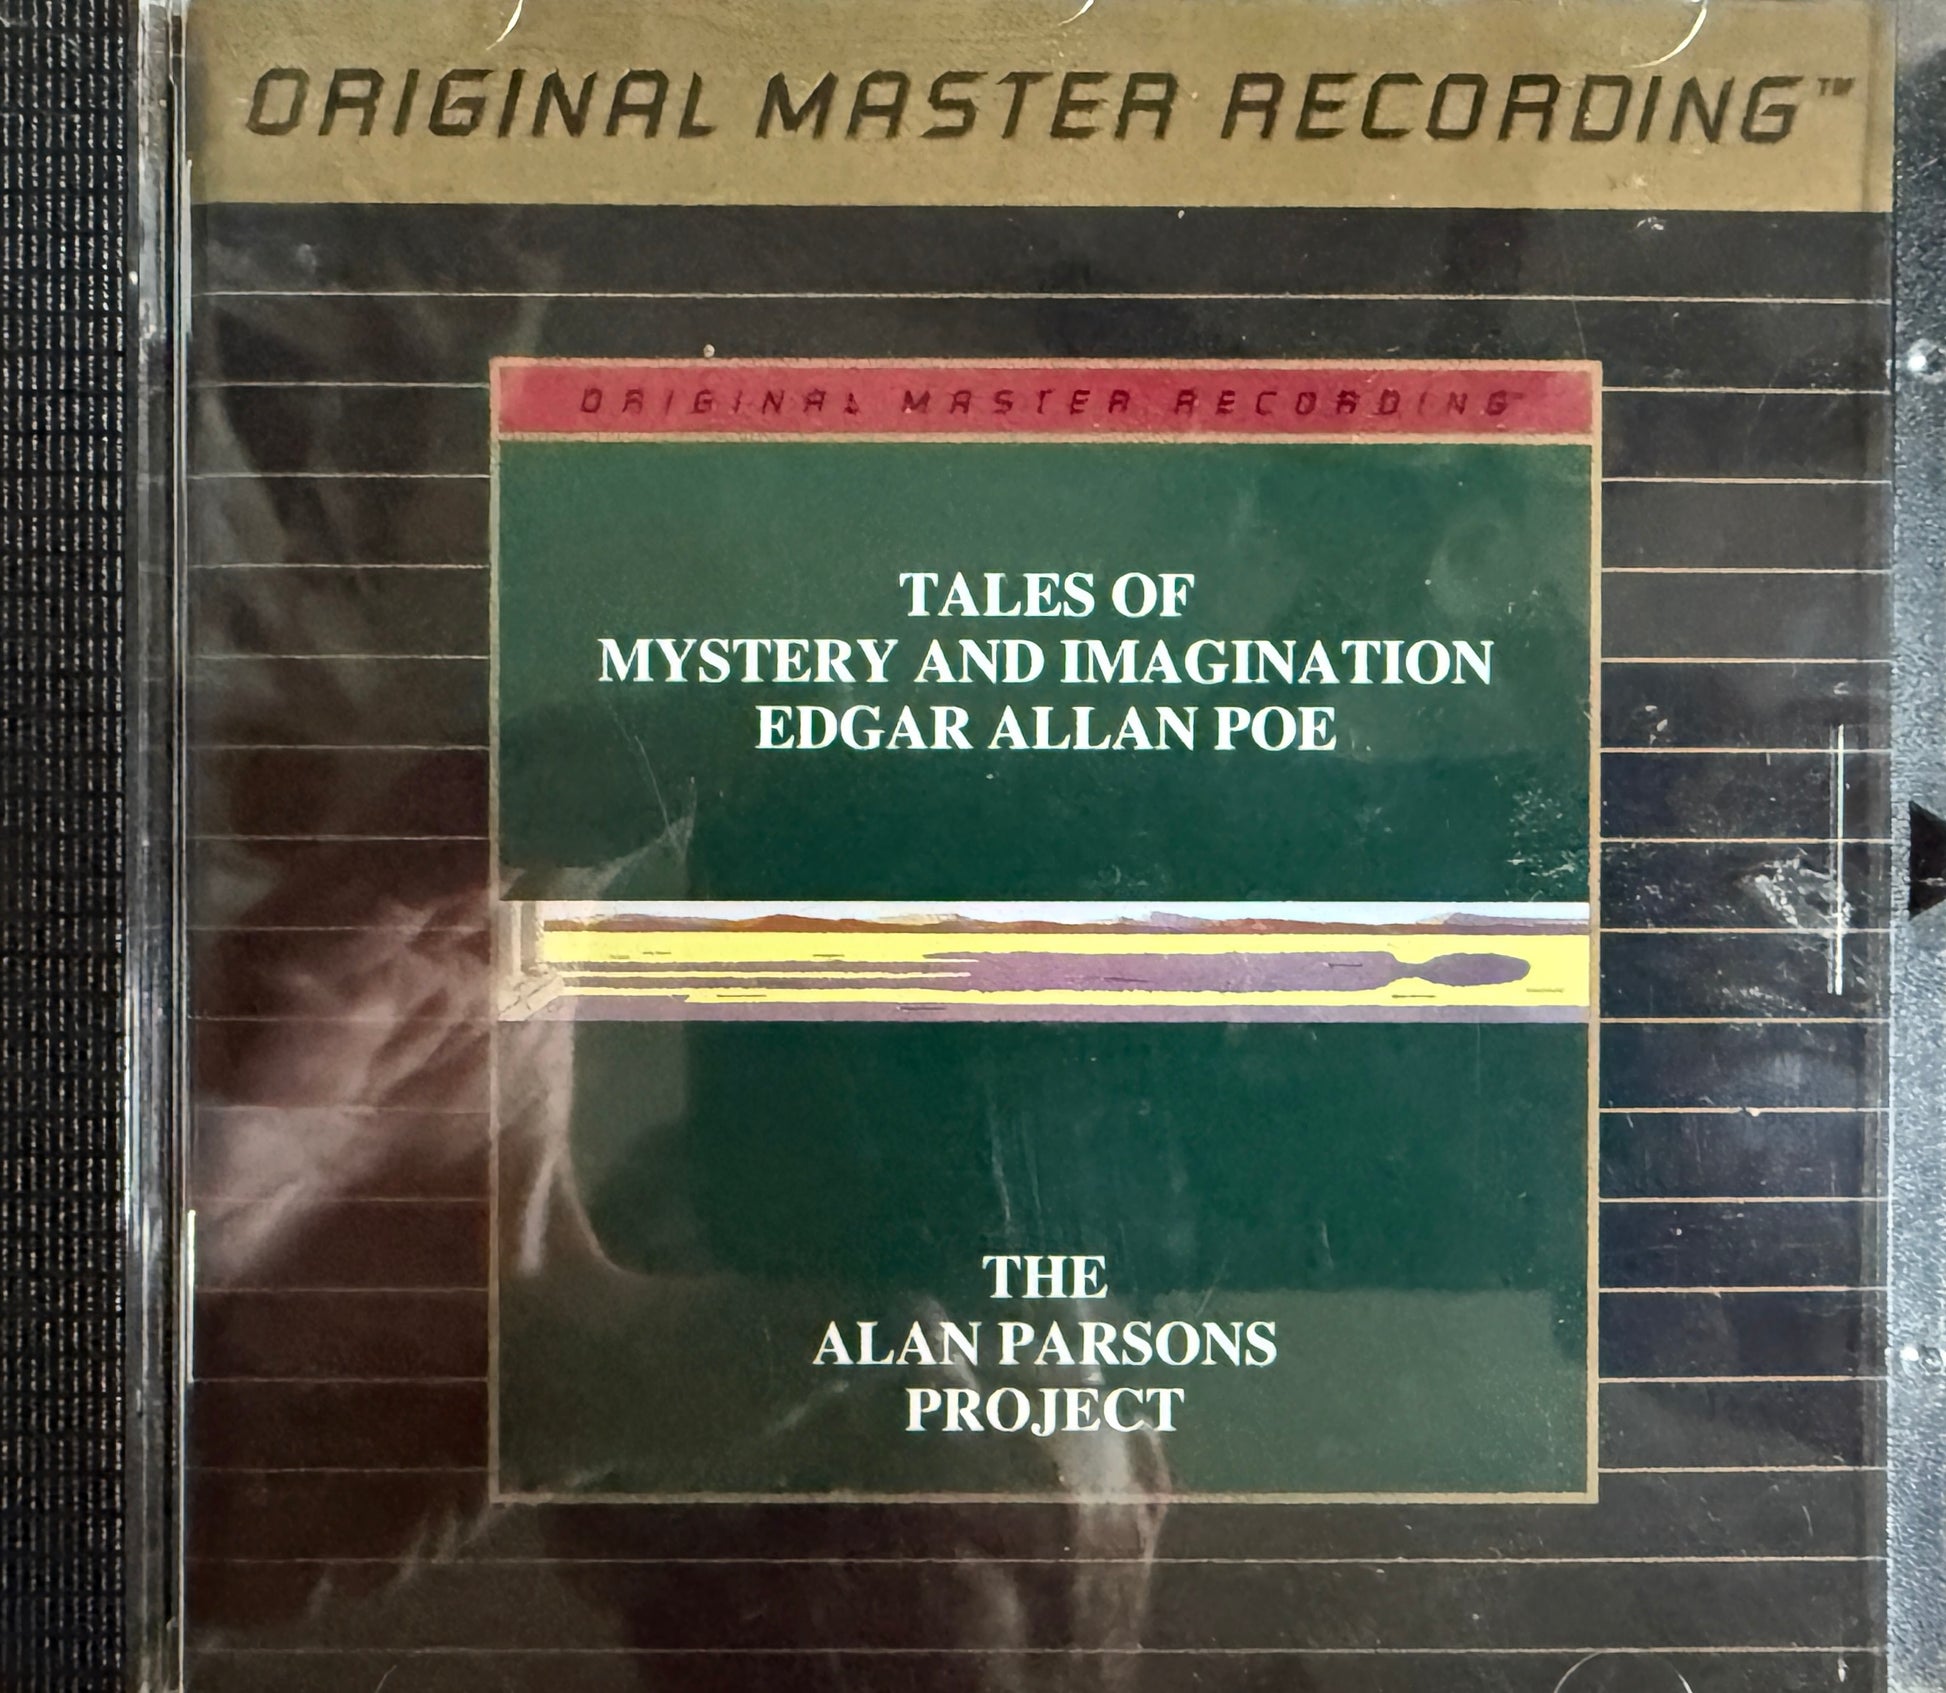 ORIGINAL MASTER RECORDING™
ORIGINAL MASTER RECORDING™
TALES OF
MYSTERY AND IMAGINATION
EDGAR ALLAN POE
THE
ALAN PARSONS
PROJECT